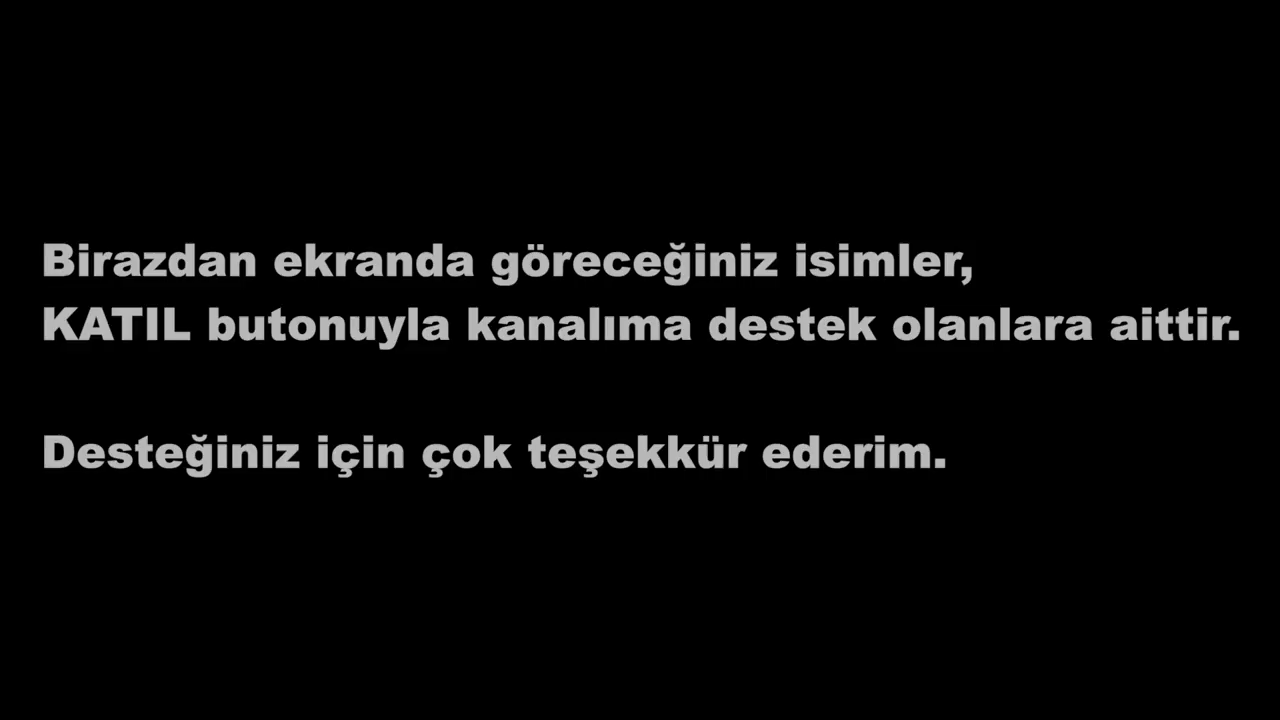 Birazdan ekranda göreceğiniz isimler,
KATIL butonuyla kanalıma destek olanlara aittir.
Desteğiniz için çok teşekkür ederim.